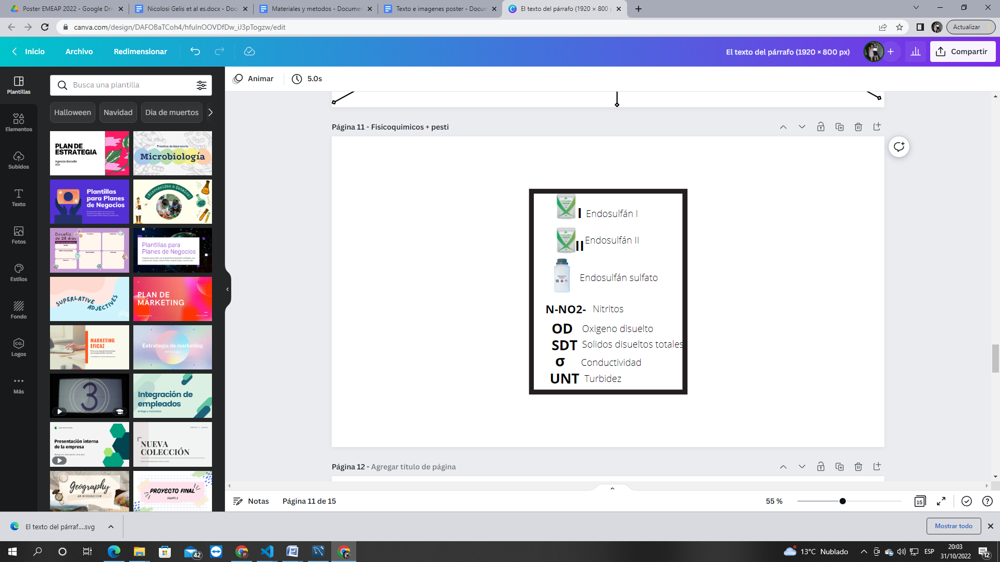 Poster EMEAP 2022 - Google Dri
Nicolosi Gelis et al es.docx - Doc
Materiales y metodos - Documen
Texto e imagenes poster - Docun
El texto del párrafo (1920 × 800 p
canva.com/design/DAFOBaTCoh4/hfuInOOVDfDw_iJ3pTogzw/edit
Actualizar
Inicio
Archivo
Redimensionar
El texto del párrafo (1920 × 800 px)
Compartir
Plantillas
Elementos
Subidos
Texto
Fotos
Estilos
Fondo
Logos
Más
Busca una plantilla
Halloween
Navidad
Dia de muertos
PLAN DE
ESTRATEGIA
Agencia Borcelle
2022
Practica de laboratorio
Microbiología
Plantillas
para Planes
de Negocios
¡Bienvenidos a Química!
Desafío
de 28 días
Plantillas para
Planes de Negocios
SUPERLATIVE
ADJECTIVES
PLAN DE
MÁRKETING
MARKETING
EFICAZ
Estrategia de marketing
3
Integración de
empleados
Arriaga y Asociados
Presentación interna
de la empresa
NUEVA
COLECCIÓN
Geography
AN INTRODUCTION
PROYECTO FINAL
EQUIPO 3
Animar
5.0s
Página 11 - Fisicoquimicos + pesti
I Endosulfán I
II Endosulfán II
Endosulfán sulfato
N-NO2- Nitritos
OD Oxigeno disuelto
SDT Solidos disueltos totales
σ Conductividad
UNT Turbidez
Página 12 - Agregar título de página
Notas
Página 11 de 15
55 %
15
El texto del párraf....svg
Mostrar todo
42
13°C Nublado
ESP
20:03
31/10/2022
12